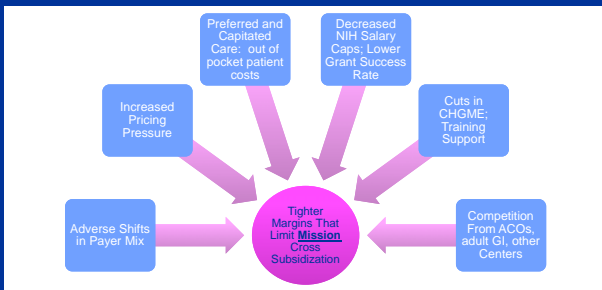 Preferred and
Capitated
Care:  out of
pocket patient
costs
Decreased
NIH Salary
Caps; Lower
Grant Success
Rate
Increased
Pricing
Pressure
Cuts in
CHGME;
Training
Support
Adverse Shifts
in Payer Mix
Tighter
Margins That
Limit Mission
Cross
Subsidization
Competition
From ACOs,
adult GI, other
Centers